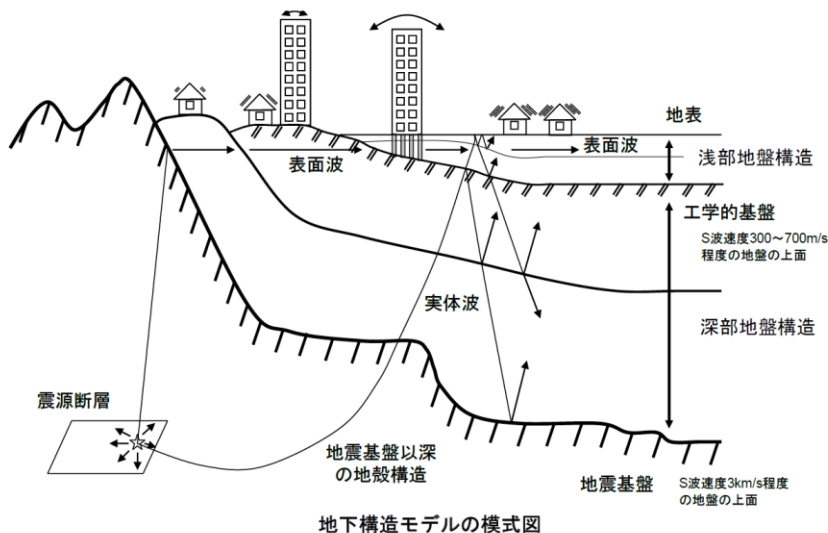 地表
表面波
表面波
浅部地盤構造
工学的基盤
S波速度300～700m/s
程度の地盤の上面
実体波
深部地盤構造
震源断層
地震基盤以深
の地殻構造
地震基盤
S波速度3km/s程度
の地盤の上面
地下構造モデルの模式図